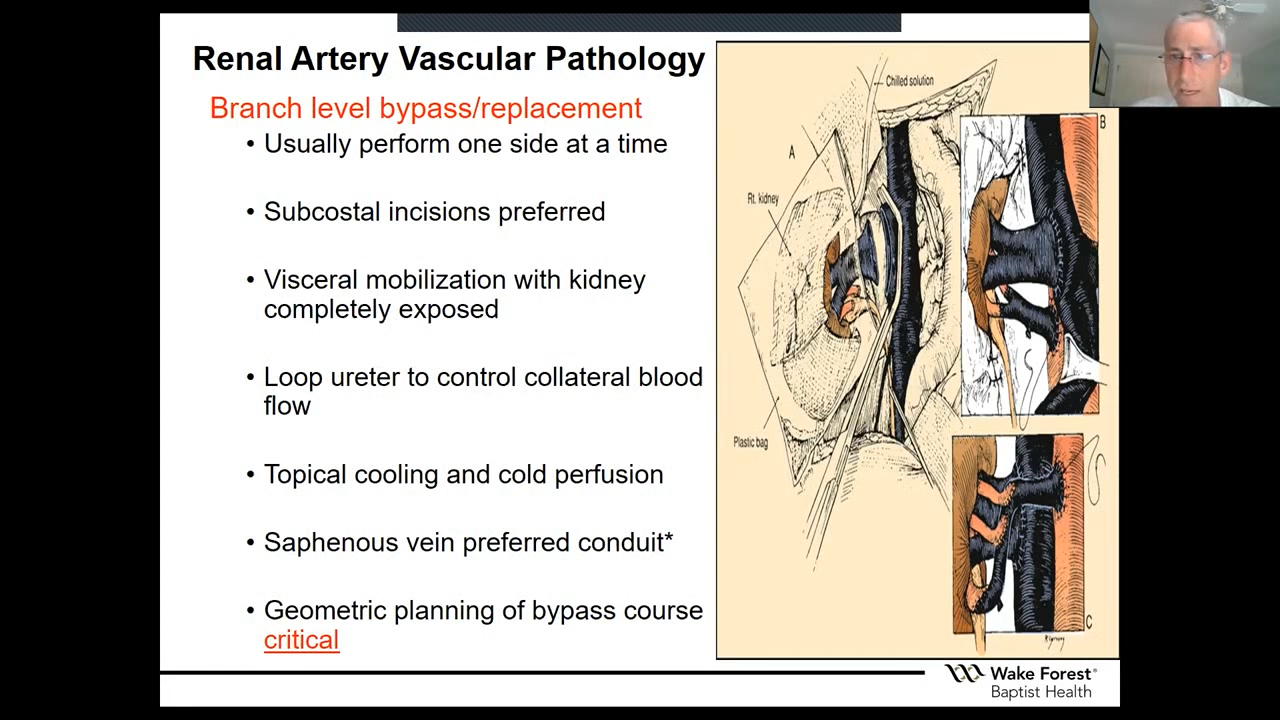 Renal Artery Vascular Pathology
Branch level bypass/replacement
• Usually perform one side at a time
• Subcostal incisions preferred
• Visceral mobilization with kidney
completely exposed
• Loop ureter to control collateral blood
flow
• Topical cooling and cold perfusion
• Saphenous vein preferred conduit*
• Geometric planning of bypass course
critical
Chilled solution
A
Rt. kidney
Plastic bag
B
C
Wake Forest®
Baptist Health